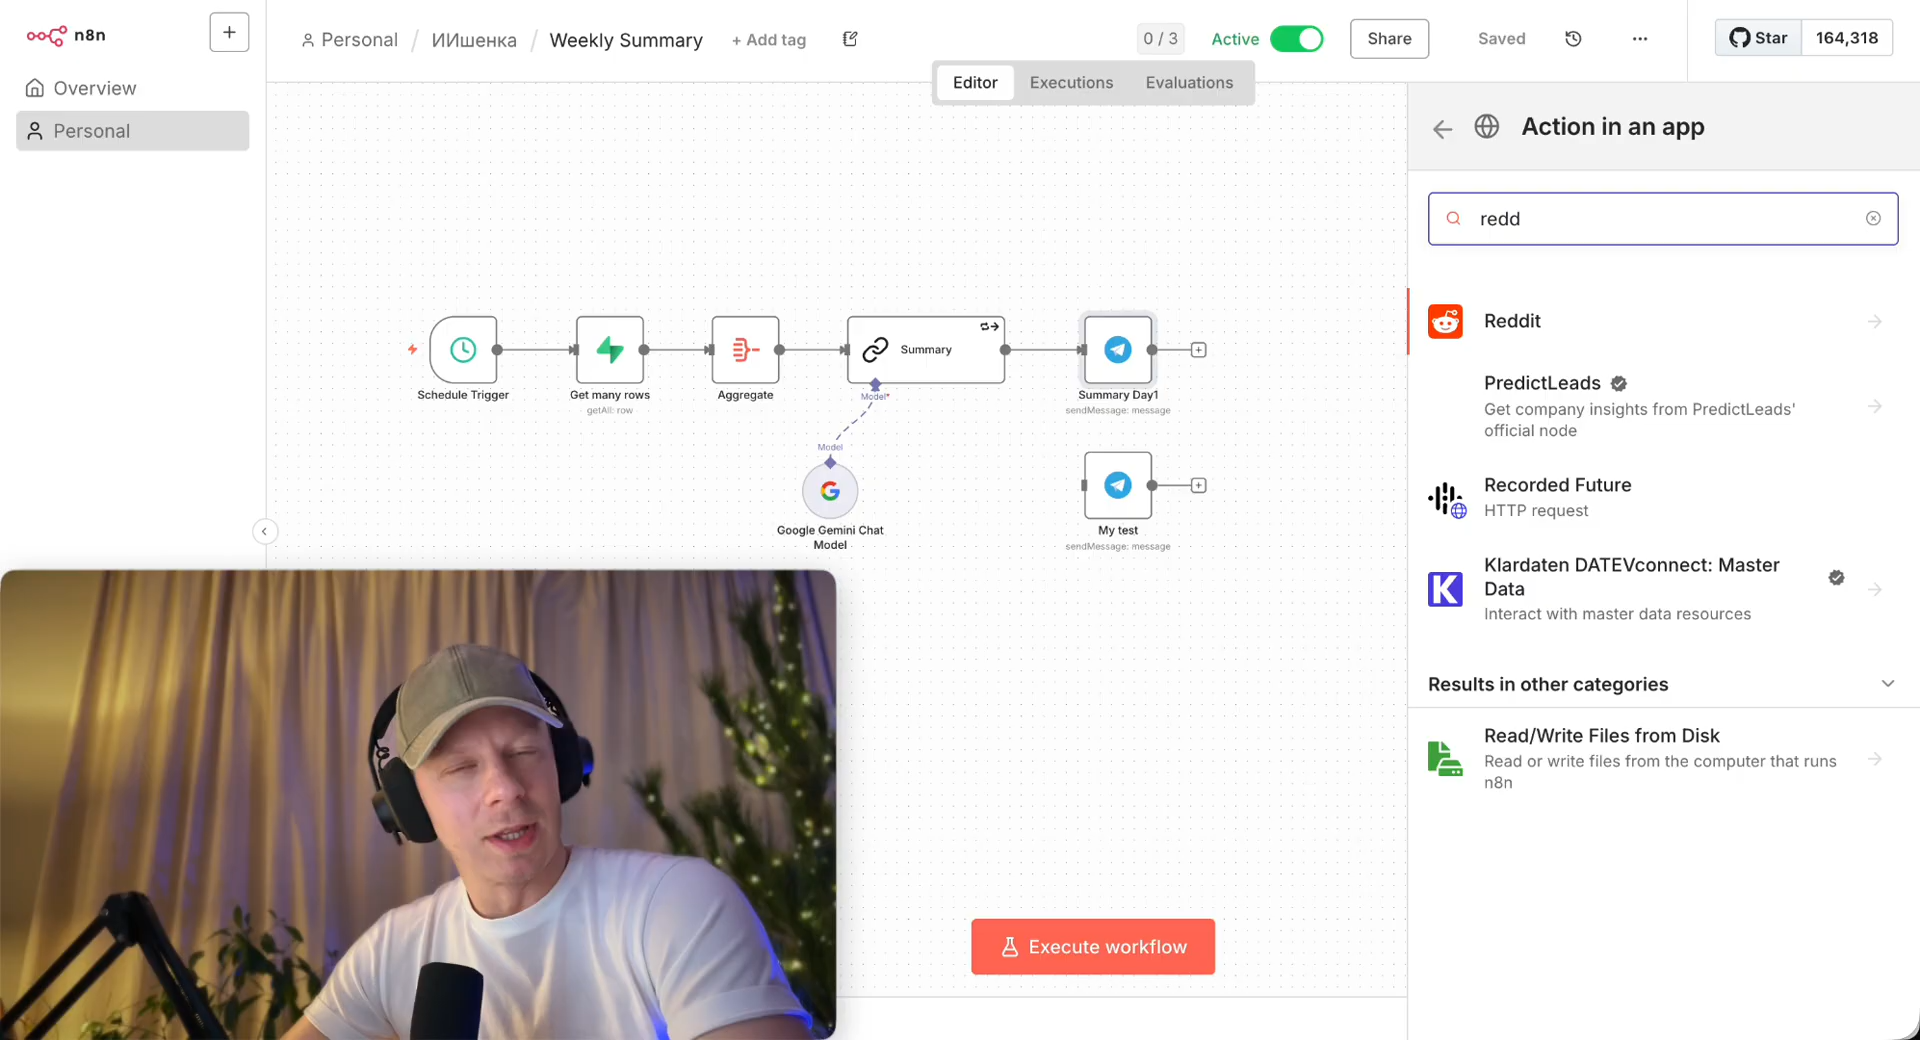 n8n
Overview
Personal
Personal / ИИшенка / Weekly Summary + Add tag
0 / 3
Active
Share
Saved
Star 164,318
Editor
Executions
Evaluations
Schedule Trigger
Get many rows
getAll: row
Aggregate
Summary
Model*
Model
Google Gemini Chat
Model
Summary Day1
sendMessage: message
My test
sendMessage: message
Execute workflow
Action in an app
redd
Reddit
PredictLeads
Get company insights from PredictLeads'
official node
Recorded Future
HTTP request
Klardaten DATEVconnect: Master
Data
Interact with master data resources
Results in other categories
Read/Write Files from Disk
Read or write files from the computer that runs
n8n